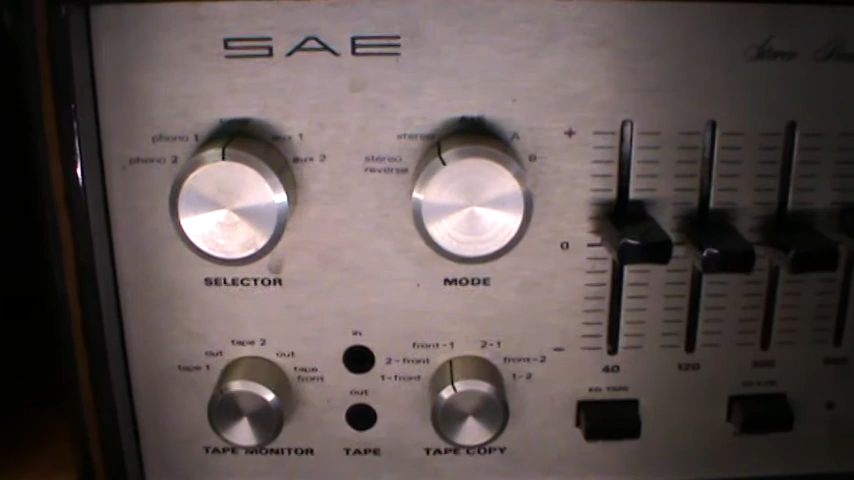 SAE
Stereo
phono 1
aux 1
phono 2
aux 2
SELECTOR
stereo
A
stereo
reverse
B
MODE
+
0
-
40
120
tape 2
out
out
tape 1
tape
front
TAPE MONITOR
in
out
TAPE
front-1
2-1
2-front
front-2
1-front
1-2
TAPE COPY